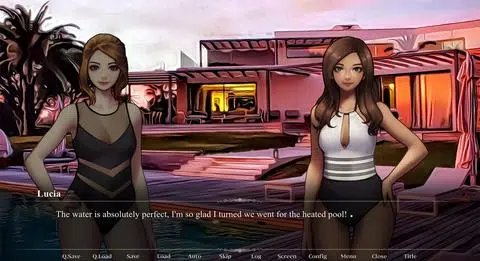 Lucia
The water is absolutely perfect, I'm so glad I turned we went for the heated pool! .
Q.Save Q.Load Save Load Auto Skip Log Screen Config Menu Close Title